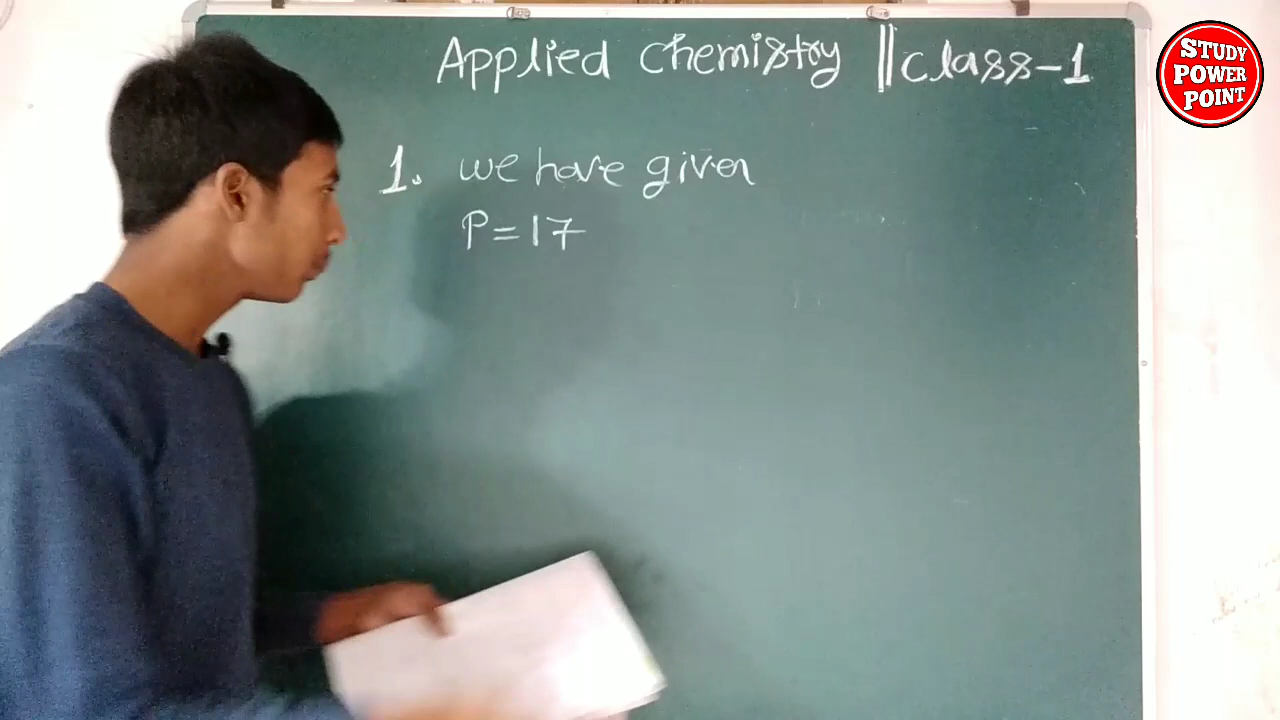 Applied Chemistry || class-1
STUDY
POWER
POINT
1. we have given
P=17